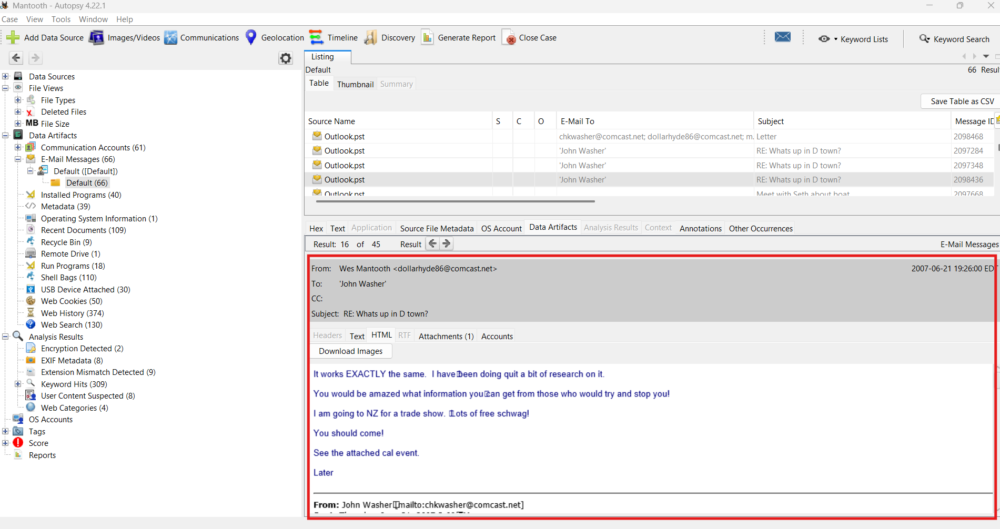 Mantooth - Autopsy 4.22.1
Case View Tools Window Help
Add Data Source Images/Videos Communications Geolocation Timeline Discovery Generate Report Close Case Keyword Lists Keyword Search
Data Sources
File Views
File Types
Deleted Files
MB File Size
Data Artifacts
Communication Accounts (61)
E-Mail Messages (66)
Default ([Default])
Default (66)
Installed Programs (40)
Metadata (39)
Operating System Information (1)
Recent Documents (109)
Recycle Bin (9)
Remote Drive (1)
Run Programs (18)
Shell Bags (110)
USB Device Attached (30)
Web Cookies (50)
Web History (374)
Web Search (130)
Analysis Results
Encryption Detected (2)
EXIF Metadata (8)
Extension Mismatch Detected (9)
Keyword Hits (309)
User Content Suspected (8)
Web Categories (4)
OS Accounts
Tags
Score
Reports
Listing
Default 66 Resul
Table Thumbnail Summary
Save Table as CSV
Source Name S C O E-Mail To Subject Message ID
Outlook.pst chkwasher@comcast.net; dollarhyde86@comcast.net; m. Letter 2098468
Outlook.pst 'John Washer' RE: Whats up in D town? 2097284
Outlook.pst 'John Washer' RE: Whats up in D town? 2097348
Outlook.pst 'John Washer' RE: Whats up in D town? 2098436
Outlook.pst Meet with Seth about boat 2097668
Hex Text Application Source File Metadata OS Account Data Artifacts Analysis Results Context Annotations Other Occurrences
Result: 16 of 45 Result E-Mail Messages
From: Wes Mantooth <dollarhyde86@comcast.net> 2007-06-21 19:26:00 EDT
To: 'John Washer'
CC:
Subject: RE: Whats up in D town?
Headers Text HTML RTF Attachments (1) Accounts
Download Images
It works EXACTLY the same. I have been doing quit a bit of research on it.
You would be amazed what information you can get from those who would try and stop you!
I am going to NZ for a trade show. Lots of free schwag!
You should come!
See the attached cal event.
Later
From: John Washer [mailto:chkwasher@comcast.net]